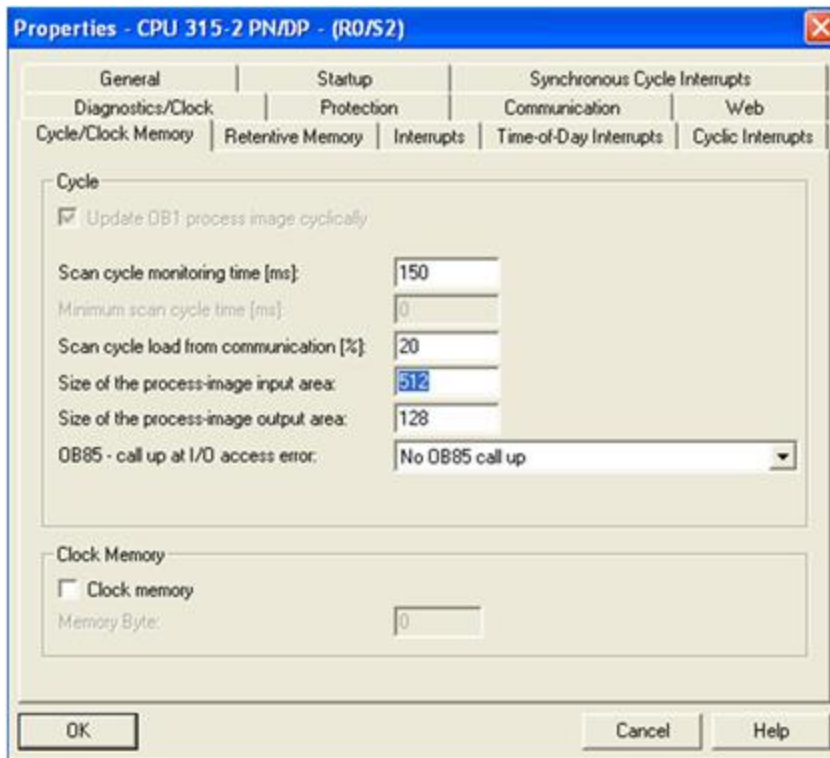 Properties - CPU 315-2 PN/DP - (R0/S2)
General Startup Synchronous Cycle Interrupts
Diagnostics/Clock Protection Communication Web
Cycle/Clock Memory Retentive Memory Interrupts Time-of-Day Interrupts Cyclic Interrupts
Cycle
Update OB1 process image cyclically
Scan cycle monitoring time [ms]: 150
Minimum scan cycle time [ms]: 0
Scan cycle load from communication [%]: 20
Size of the process-image input area: 512
Size of the process-image output area: 128
OB85 - call up at I/O access error: No OB85 call up
Clock Memory
Clock memory
Memory Byte: 0
OK Cancel Help